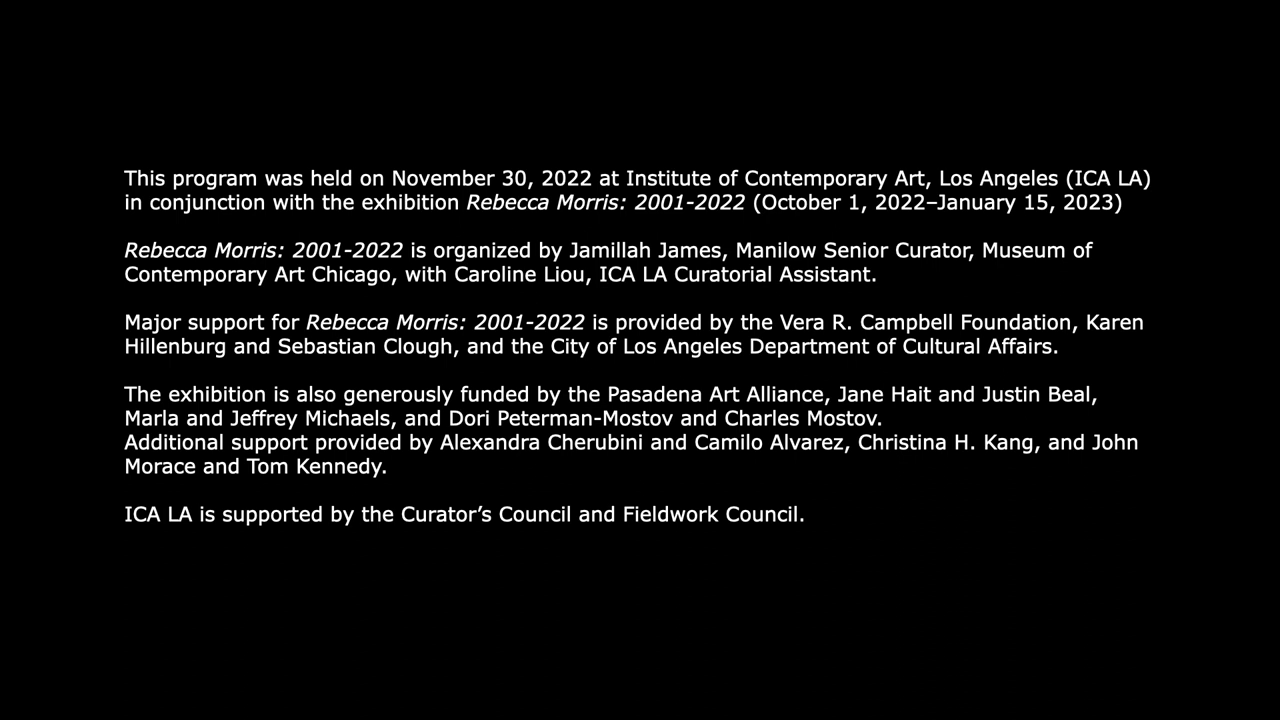 This program was held on November 30, 2022 at Institute of Contemporary Art, Los Angeles (ICA LA)
in conjunction with the exhibition Rebecca Morris: 2001-2022 (October 1, 2022–January 15, 2023)
Rebecca Morris: 2001-2022 is organized by Jamillah James, Manilow Senior Curator, Museum of
Contemporary Art Chicago, with Caroline Liou, ICA LA Curatorial Assistant.
Major support for Rebecca Morris: 2001-2022 is provided by the Vera R. Campbell Foundation, Karen
Hillenburg and Sebastian Clough, and the City of Los Angeles Department of Cultural Affairs.
The exhibition is also generously funded by the Pasadena Art Alliance, Jane Hait and Justin Beal,
Marla and Jeffrey Michaels, and Dori Peterman-Mostov and Charles Mostov.
Additional support provided by Alexandra Cherubini and Camilo Alvarez, Christina H. Kang, and John
Morace and Tom Kennedy.
ICA LA is supported by the Curator’s Council and Fieldwork Council.